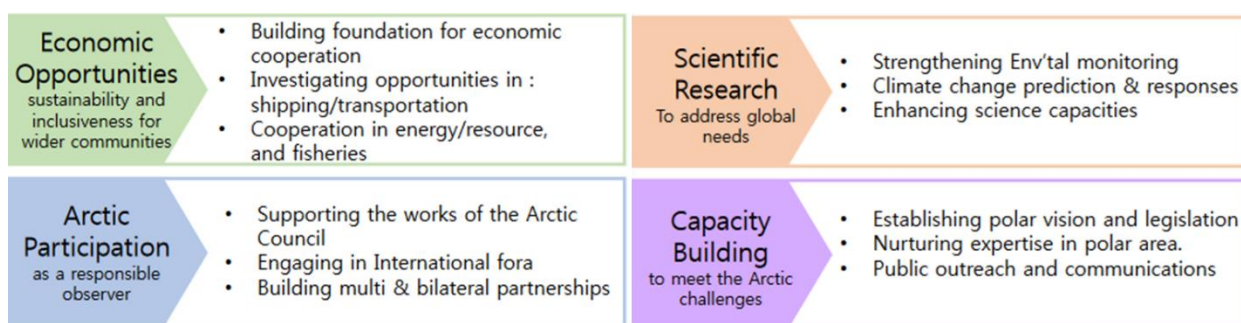 Economic
Opportunities
sustainability and
inclusiveness for
wider communities
• Building foundation for economic
cooperation
• Investigating opportunities in :
shipping/transportation
• Cooperation in energy/resource,
and fisheries
Scientific
Research
To address global
needs
• Strengthening Env'tal monitoring
• Climate change prediction & responses
• Enhancing science capacities
Arctic
Participation
as a responsible
observer
• Supporting the works of the Arctic
Council
• Engaging in International fora
• Building multi & bilateral partnerships
Capacity
Building
to meet the Arctic
challenges
• Establishing polar vision and legislation
• Nurturing expertise in polar area.
• Public outreach and communications